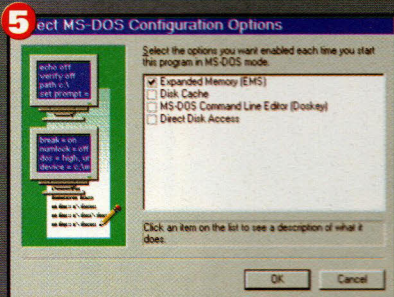 5
ect MS-DOS Configuration Options
Select the options you want enabled each time you start
this program in MS-DOS mode.
Expanded Memory (EMS)
Disk Cache
MS-DOS Command Line Editor (Doskey)
Direct Disk Access
echo off
verify off
path c:\
set prompt =
break = on
numlock = off
dos = high, um
device = c:\w
Click an item on the list to see a description of what it
does.
OK
Cancel